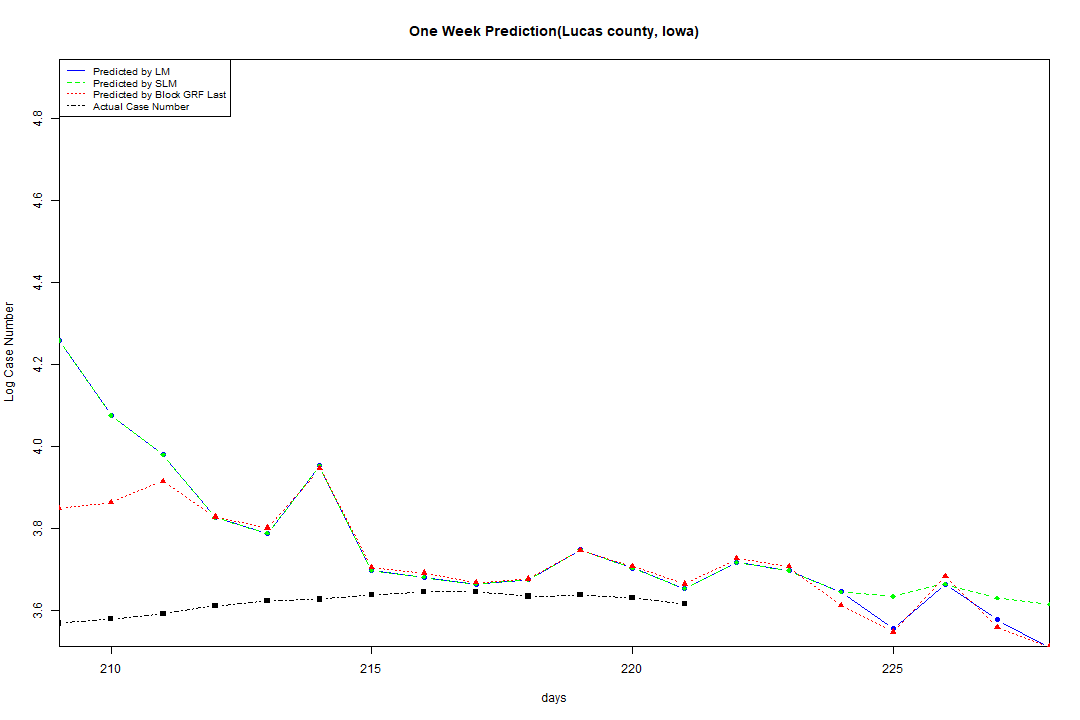 One Week Prediction(Lucas county, Iowa)
Predicted by LM
Predicted by SLM
Predicted by Block GRF Last
Actual Case Number
4.8
4.6
4.4
4.2
4.0
3.8
3.6
Log Case Number
210 215 220 225
days